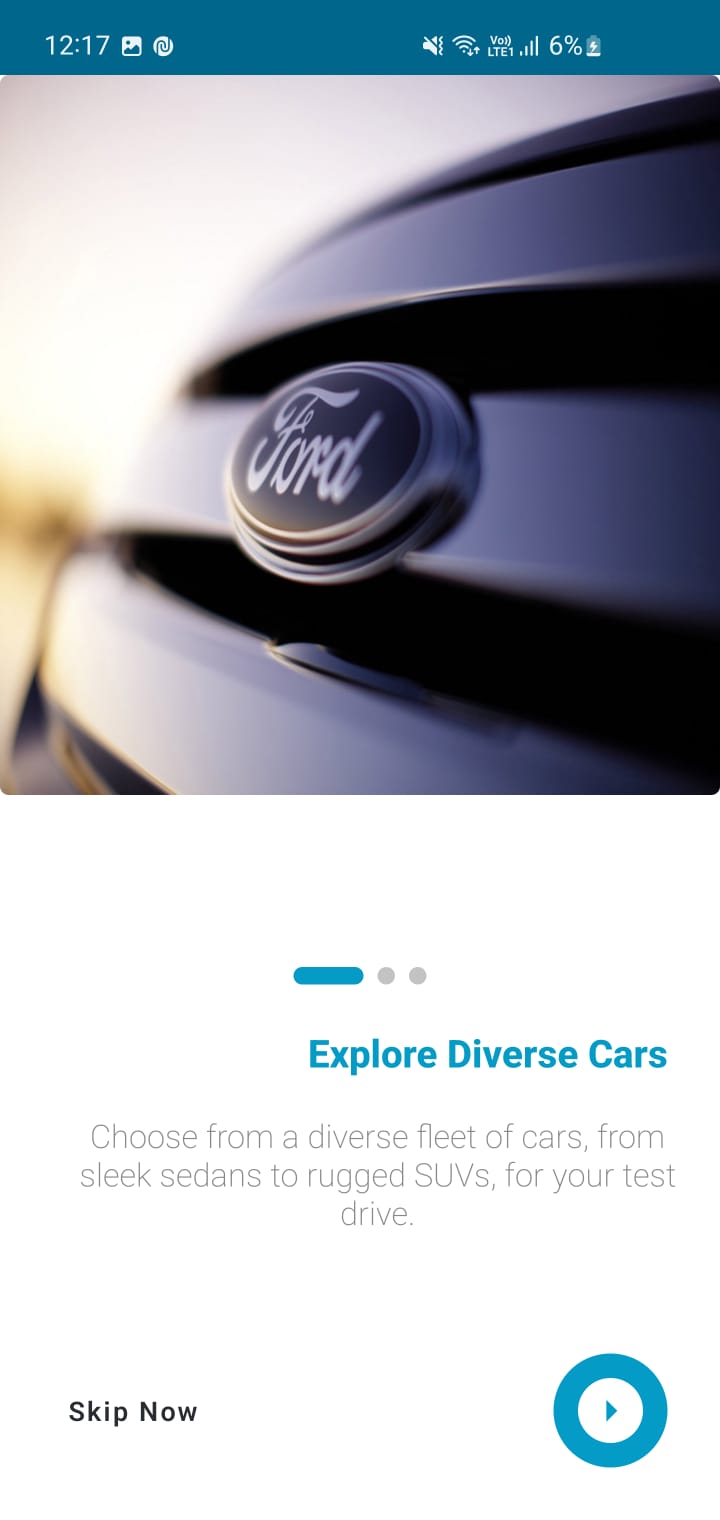 12:17
Vo)) LTE1 6%
Ford
Explore Diverse Cars
Choose from a diverse fleet of cars, from
sleek sedans to rugged SUVs, for your test
drive.
Skip Now